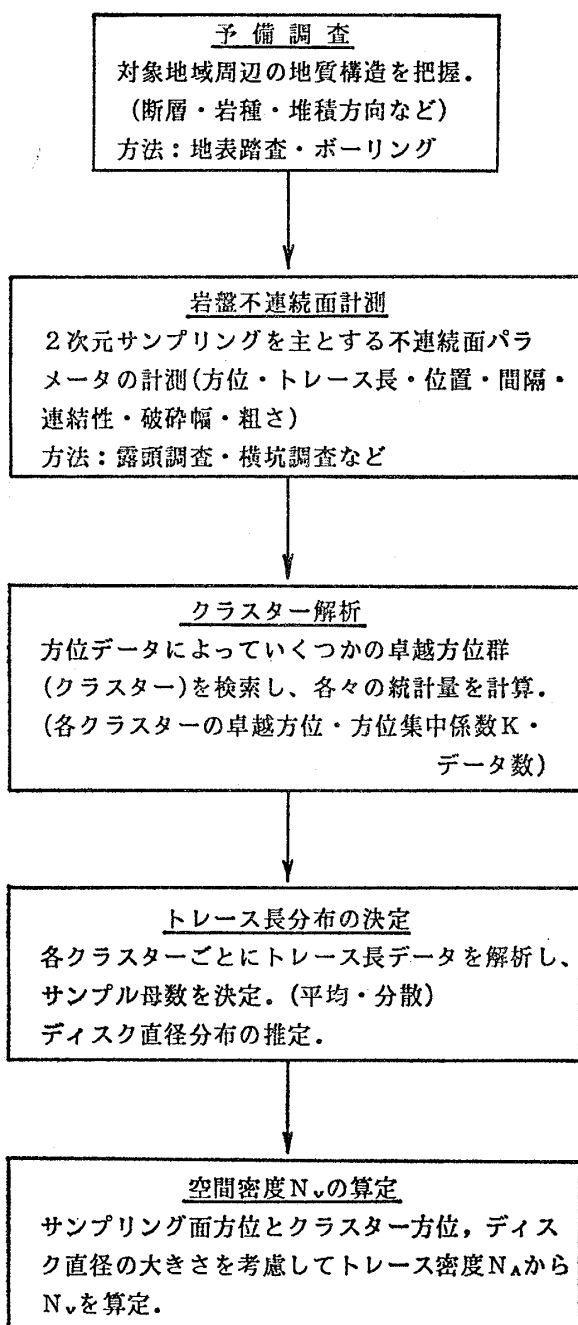 予備調査
対象地域周辺の地質構造を把握.
(断層・岩種・堆積方向など)
方法：地表踏査・ボーリング
岩盤不連続面計測
２次元サンプリングを主とする不連続面パラ
メータの計測(方位・トレース長・位置・間隔・
連結性・破砕幅・粗さ)
方法：露頭調査・横坑調査など
クラスター解析
方位データによっていくつかの卓越方位群
(クラスター)を検索し、各々の統計量を計算.
(各クラスターの卓越方位・方位集中係数Ｋ・
データ数)
トレース長分布の決定
各クラスターごとにトレース長データを解析し、
サンプル母数を決定. (平均・分散)
ディスク直径分布の推定.
空間密度Ｎvの算定
サンプリング面方位とクラスター方位, ディス
ク直径の大きさを考慮してトレース密度ＮAから
Ｎvを算定.